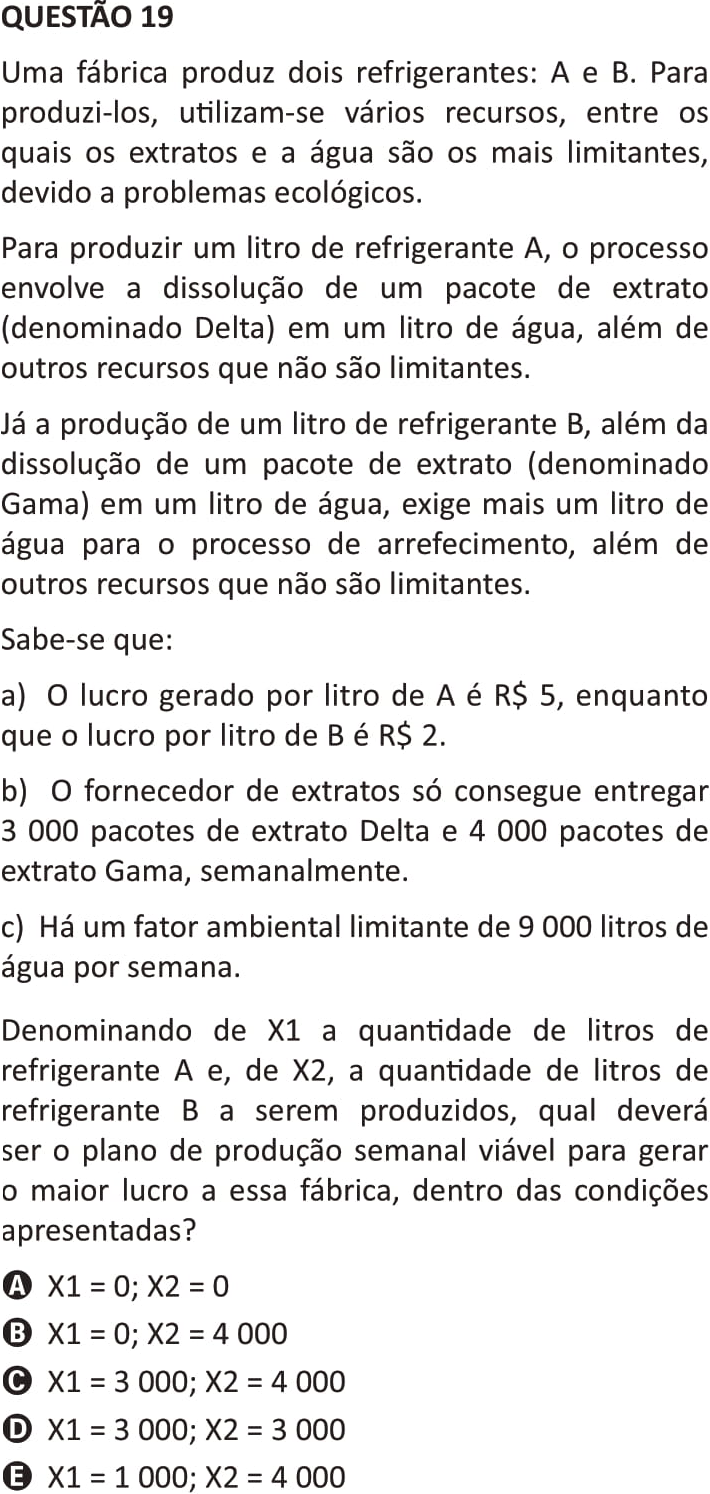 QUESTÃO 19
Uma fábrica produz dois refrigerantes: A e B. Para
produzi-los, utilizam-se vários recursos, entre os
quais os extratos e a água são os mais limitantes,
devido a problemas ecológicos.
Para produzir um litro de refrigerante A, o processo
envolve a dissolução de um pacote de extrato
(denominado Delta) em um litro de água, além de
outros recursos que não são limitantes.
Já a produção de um litro de refrigerante B, além da
dissolução de um pacote de extrato (denominado
Gama) em um litro de água, exige mais um litro de
água para o processo de arrefecimento, além de
outros recursos que não são limitantes.
Sabe-se que:
a) O lucro gerado por litro de A é R$ 5, enquanto
que o lucro por litro de B é R$ 2.
b) O fornecedor de extratos só consegue entregar
3 000 pacotes de extrato Delta e 4 000 pacotes de
extrato Gama, semanalmente.
c) Há um fator ambiental limitante de 9 000 litros de
água por semana.
Denominando de X1 a quantidade de litros de
refrigerante A e, de X2, a quantidade de litros de
refrigerante B a serem produzidos, qual deverá
ser o plano de produção semanal viável para gerar
o maior lucro a essa fábrica, dentro das condições
apresentadas?
A X1 = 0; X2 = 0
B X1 = 0; X2 = 4 000
C X1 = 3 000; X2 = 4 000
D X1 = 3 000; X2 = 3 000
E X1 = 1 000; X2 = 4 000